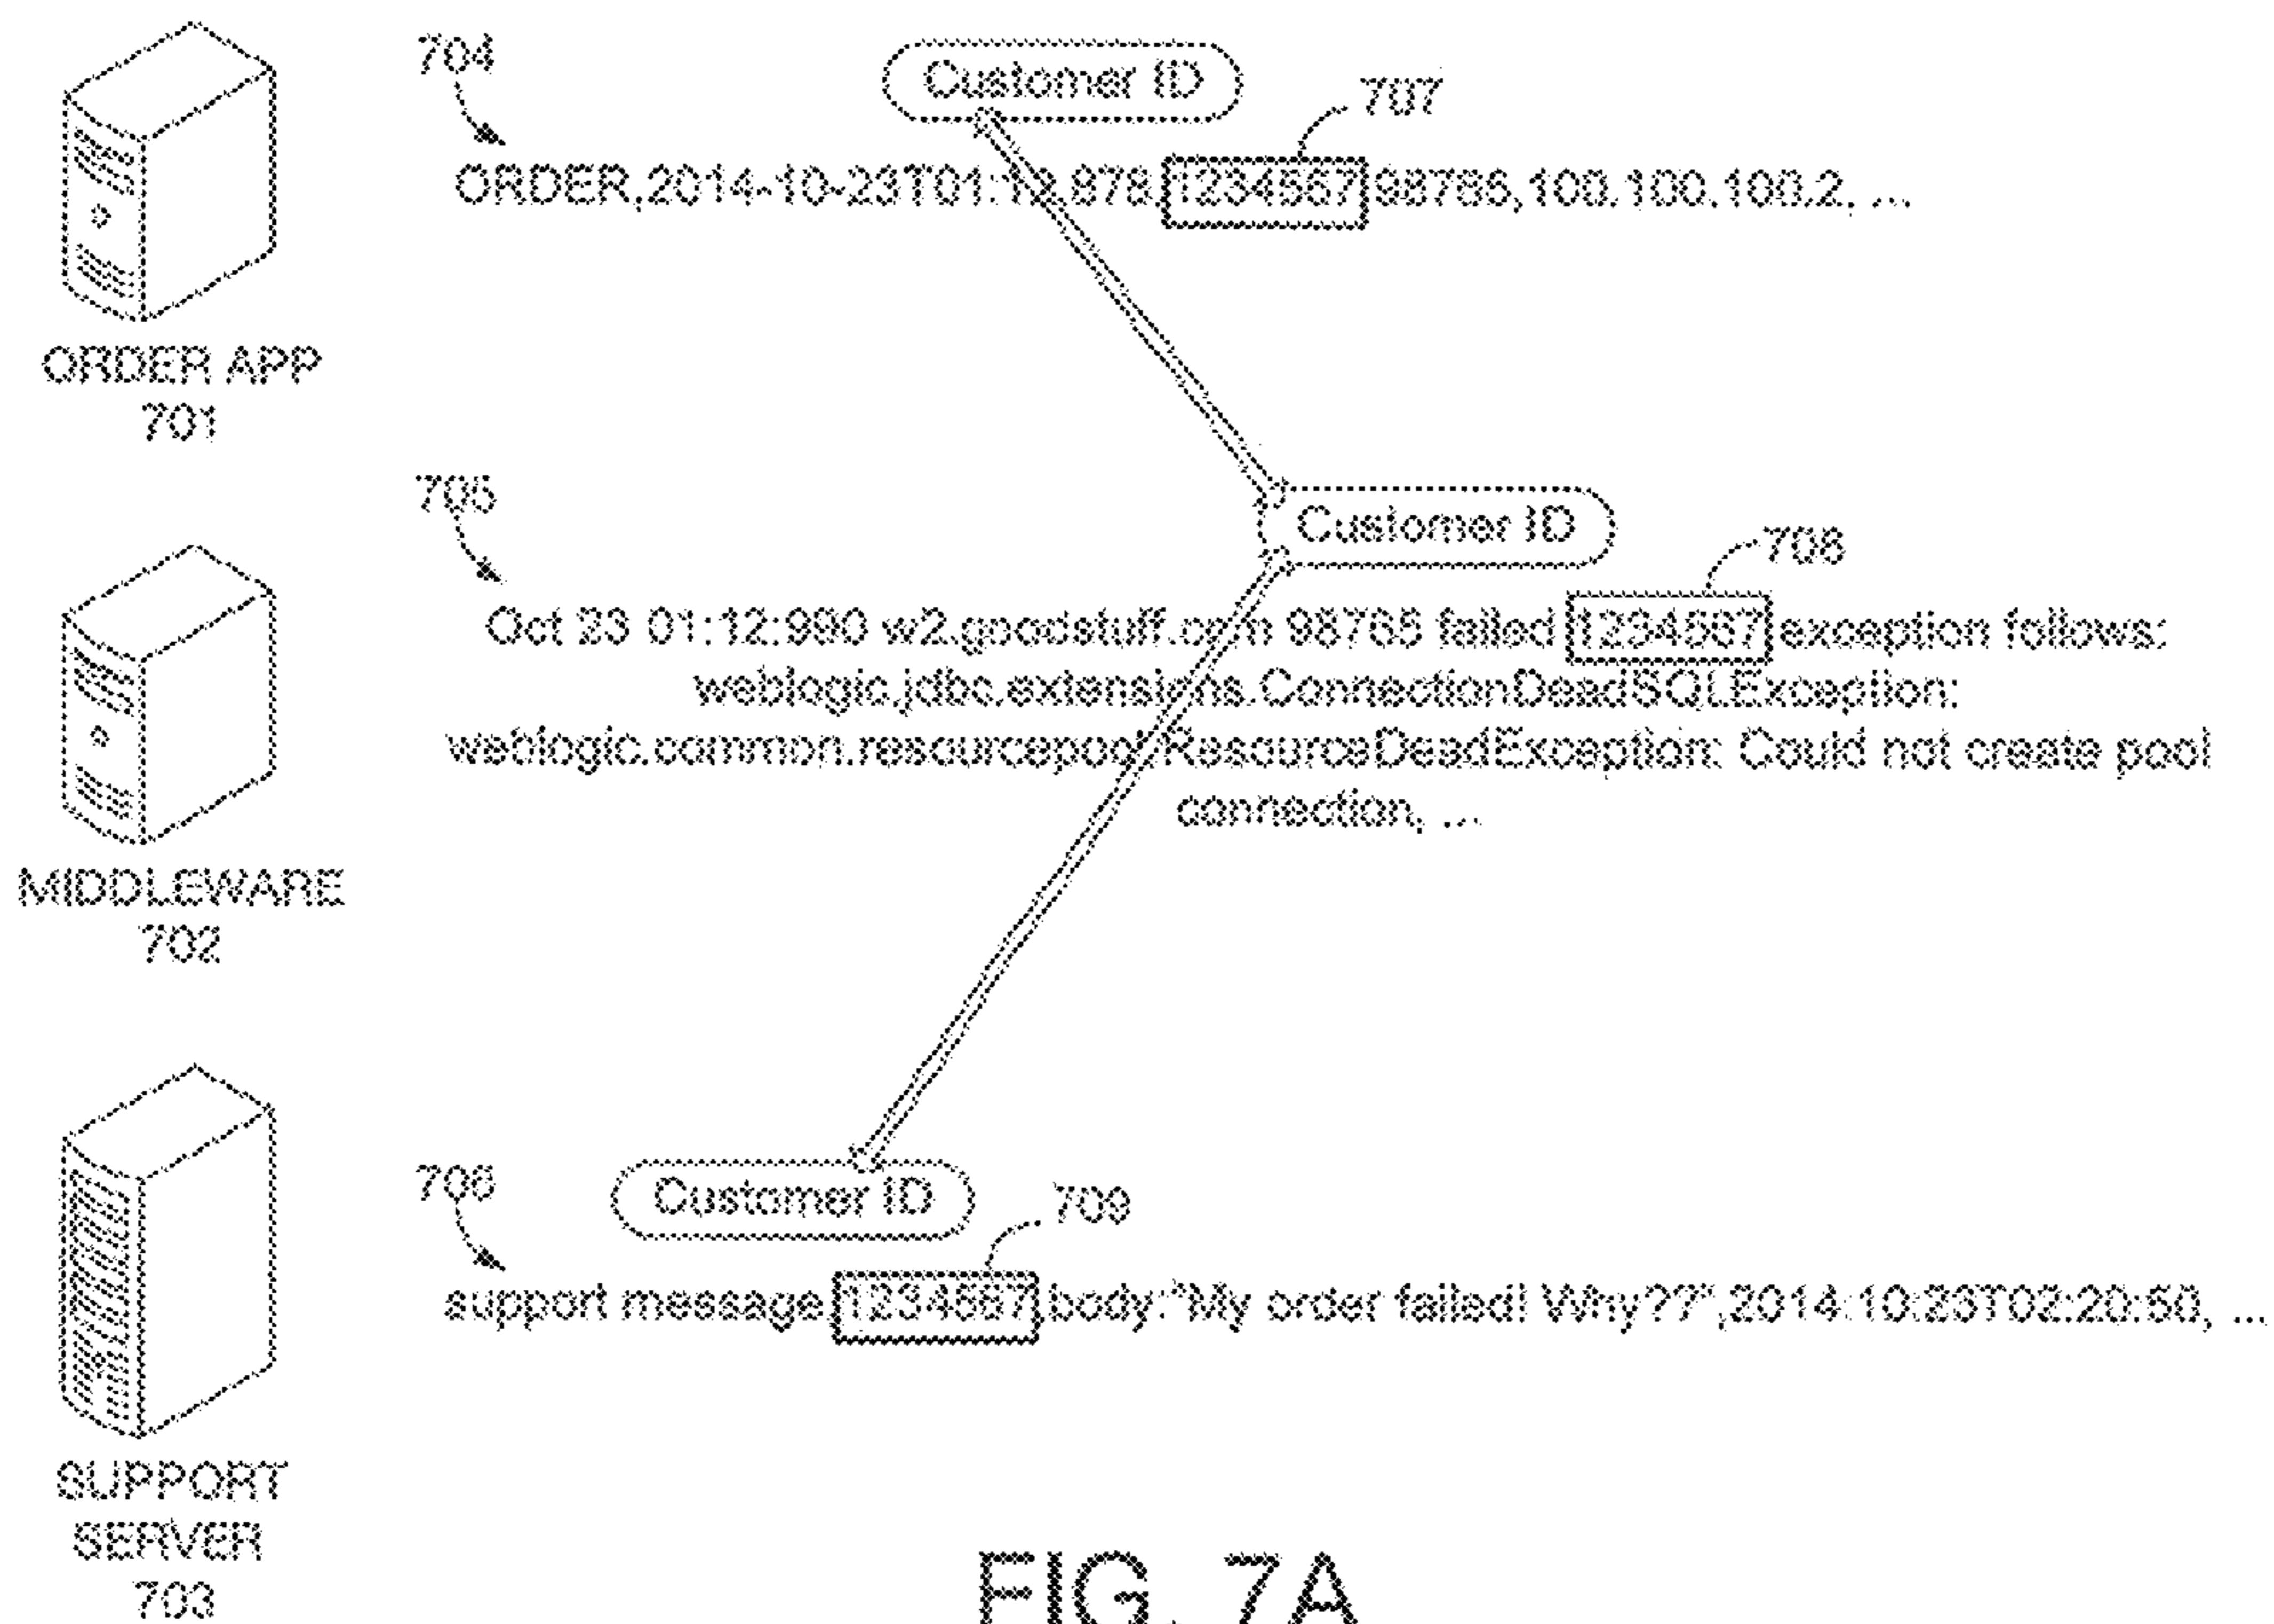 704
Customer ID
707
ORDER,2014-10-23T01:12.878,1234567,98765,100.100.100.2, ...
ORDER APP
701
705
Customer ID
708
Oct 23 01:12:990 w2.goodstuff.com 98765 failed 1234567 exception follows:
weblogic.jdbc.extensions.ConnectionDeadSQLException:
weblogic.common.resourcepool.ResourceDeadException: Could not create pool
connection, ...
MIDDLEWARE
702
706
Customer ID
709
support message,1234567,body:"My order failed! Why??",2014:10:23T02:20:50, ...
SUPPORT
SERVER
703
FIG. 7A